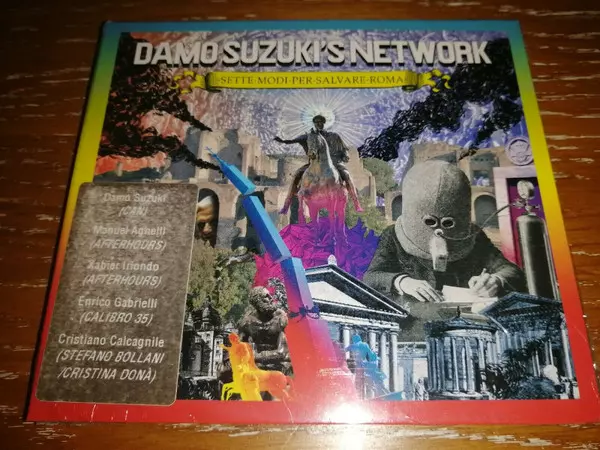 DAMO SUZUKI'S NETWORK
SETTE·MODI·PER·SALVARE·ROMA
Damo Suzuki
(CAN)
Manuel Agnelli
(AFTERHOURS)
Xabier Iriondo
(AFTERHOURS)
Enrico Gabrielli
(CALIBRO 35)
Cristiano Calcagnile
(STEFANO BOLLANI
/CRISTINA DONÀ)